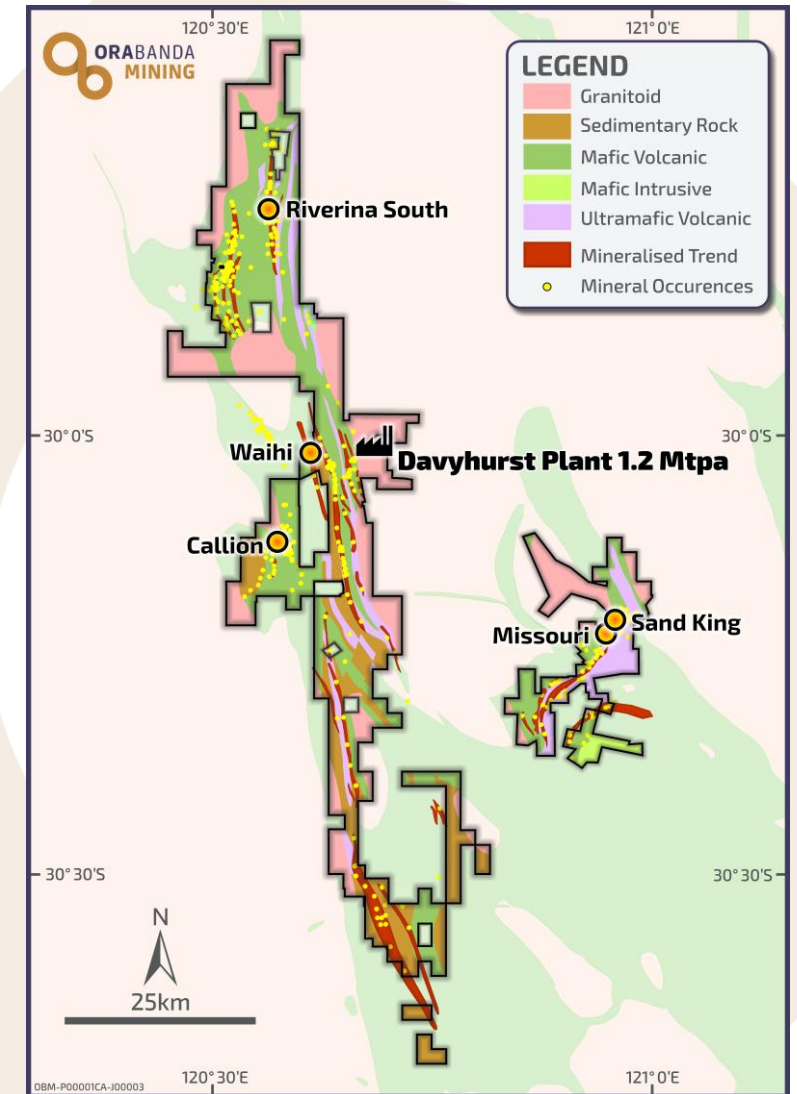 120°30'E
121°0'E
ORABANDA
MINING
LEGEND
Granitoid
Sedimentary Rock
Mafic Volcanic
Mafic Intrusive
Ultramafic Volcanic
Mineralised Trend
Mineral Occurences
Riverina South
30°0'S
30°0'S
Waihi
Davyhurst Plant 1.2 Mtpa
Callion
Sand King
Missouri
30°30'S
30°30'S
N
25km
120°30'E
121°0'E
OBM-P00001CA-J00003